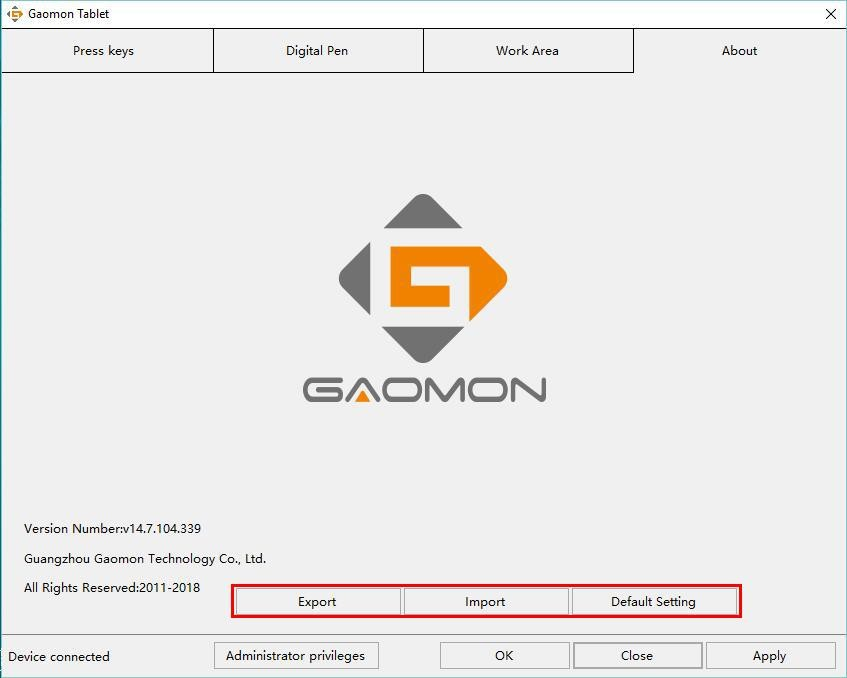 Gaomon Tablet
Press keys Digital Pen Work Area About
GAOMON
Version Number:v14.7.104.339
Guangzhou Gaomon Technology Co., Ltd.
All Rights Reserved:2011-2018
Export Import Default Setting
Device connected Administrator privileges OK Close Apply